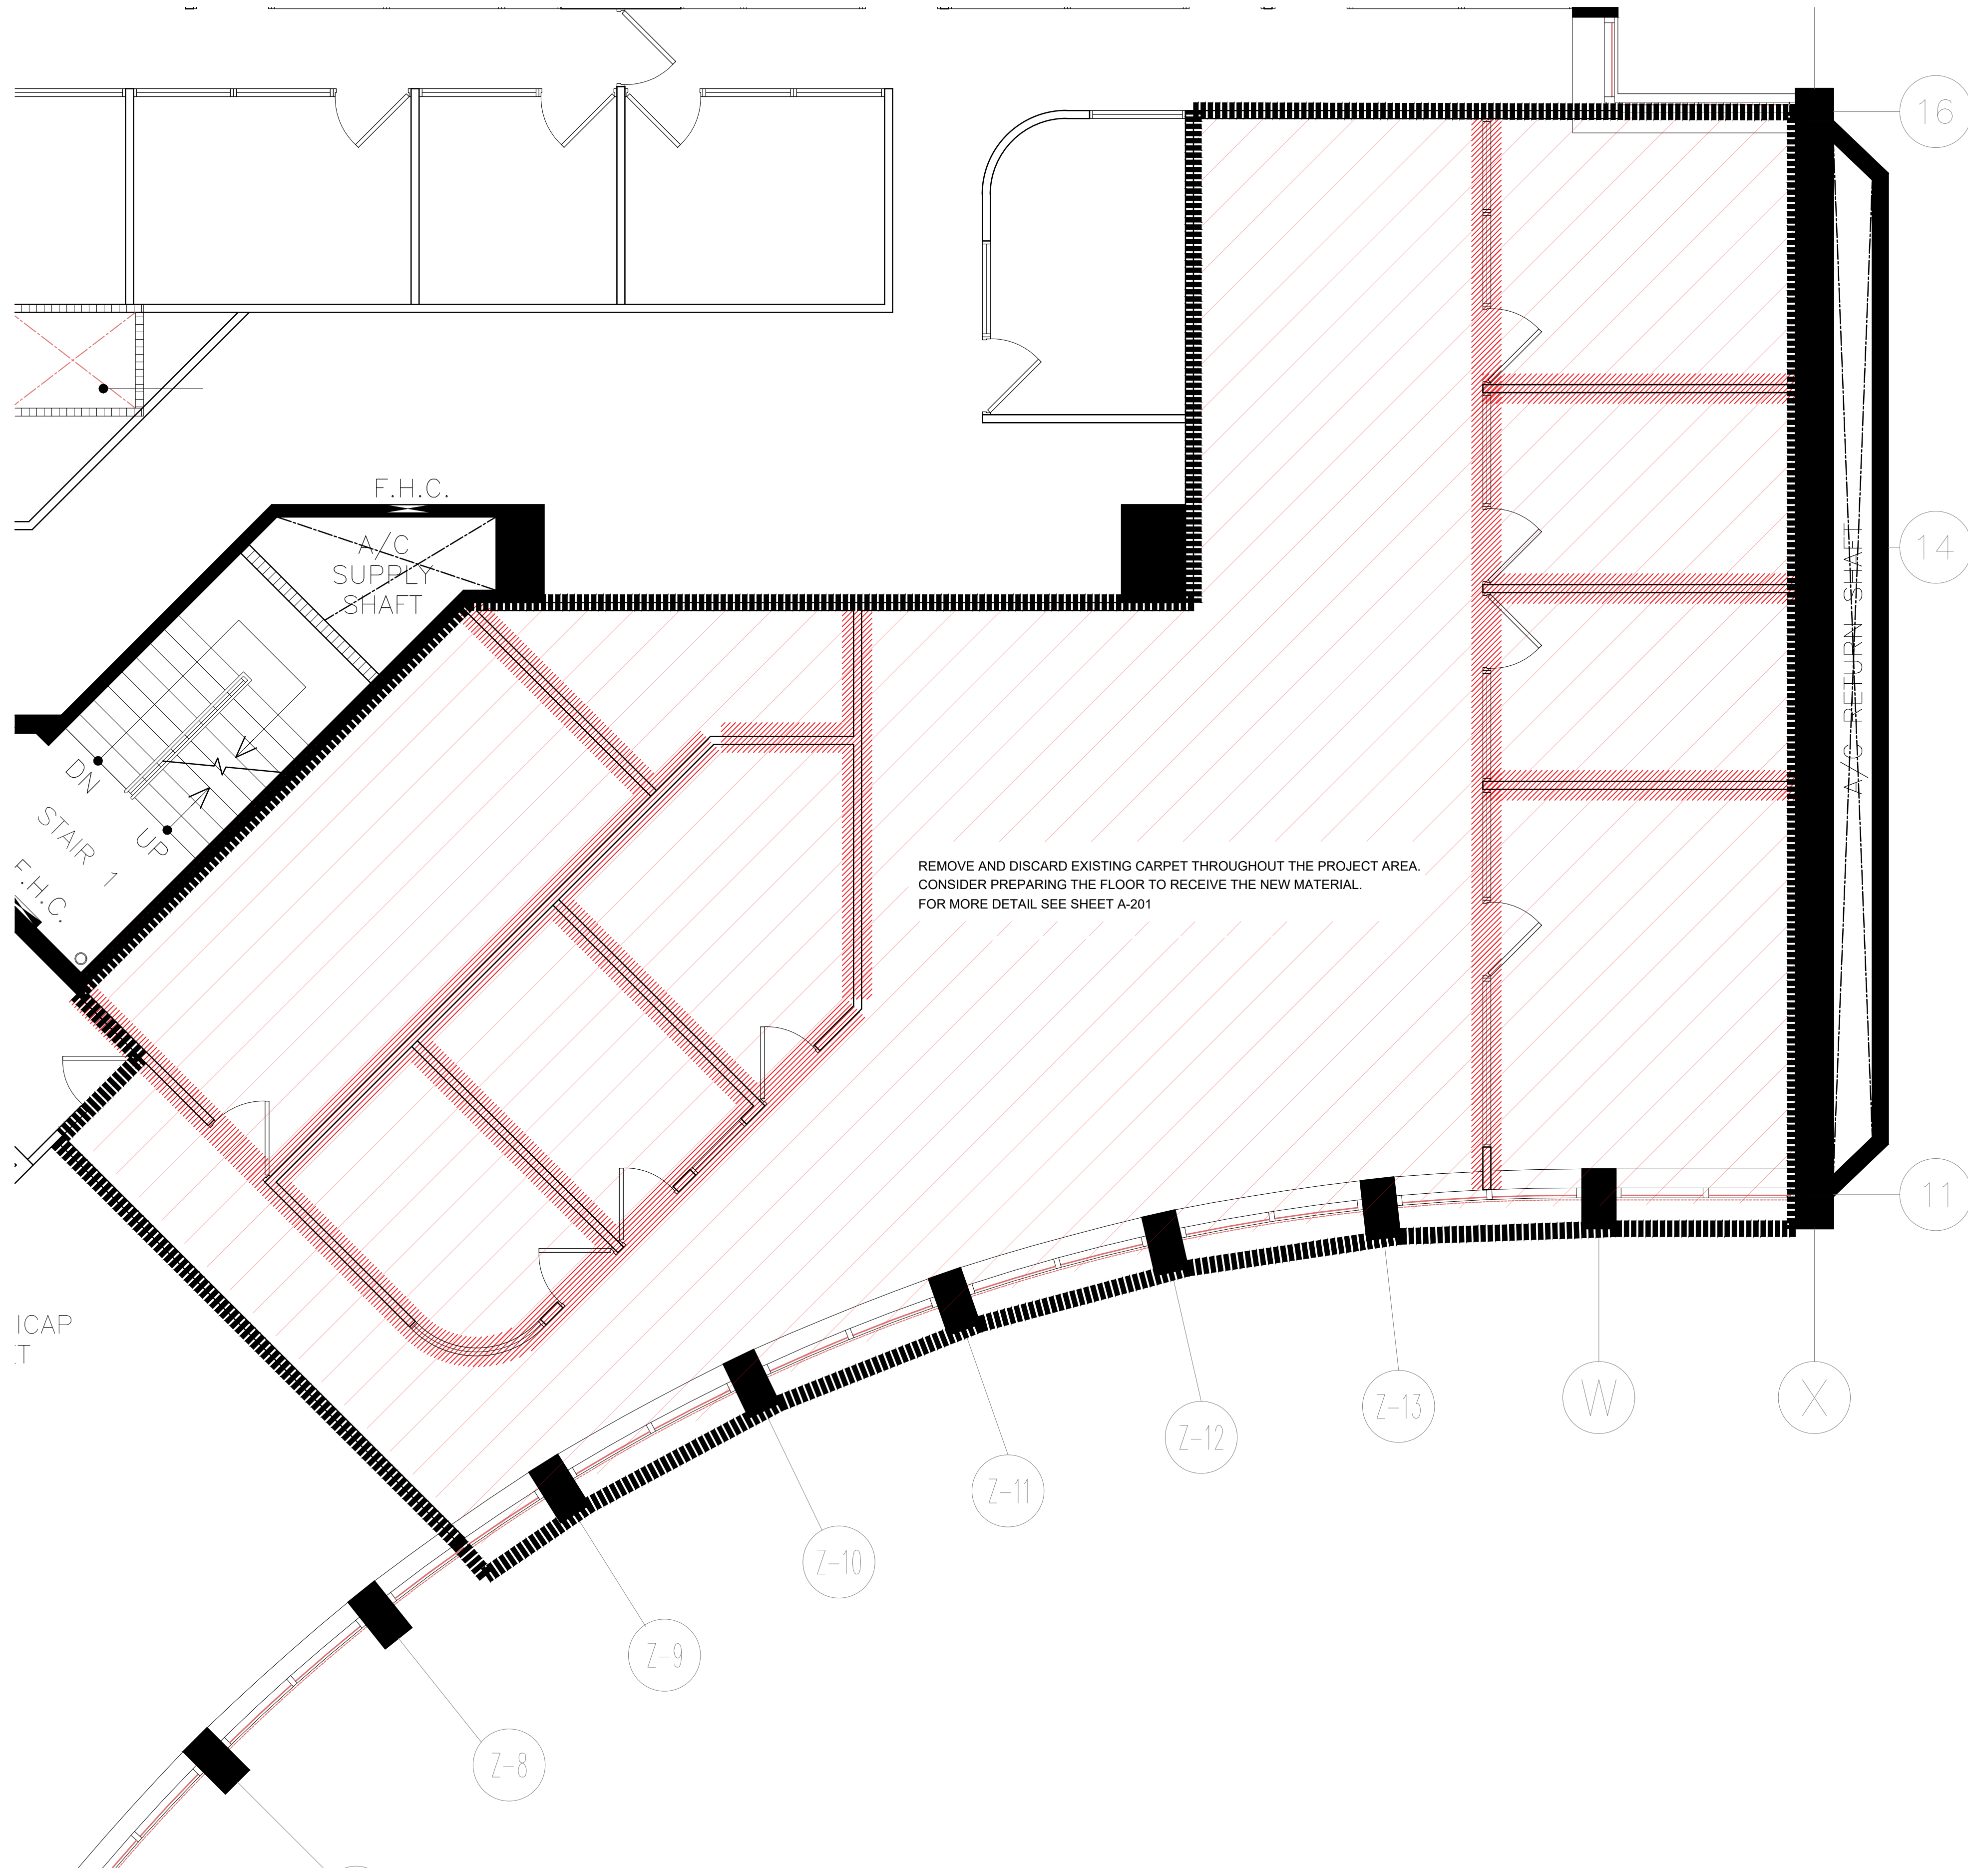 16
F.H.C.
A/C
SUPPLY
SHAFT
14
A/C RETURN SHAFT
DN
UP
STAIR 1
F.H.C.
REMOVE AND DISCARD EXISTING CARPET THROUGHOUT THE PROJECT AREA.
CONSIDER PREPARING THE FLOOR TO RECEIVE THE NEW MATERIAL.
FOR MORE DETAIL SEE SHEET A-201
11
ICAP
T
W
X
Z-13
Z-12
Z-11
Z-10
Z-9
Z-8